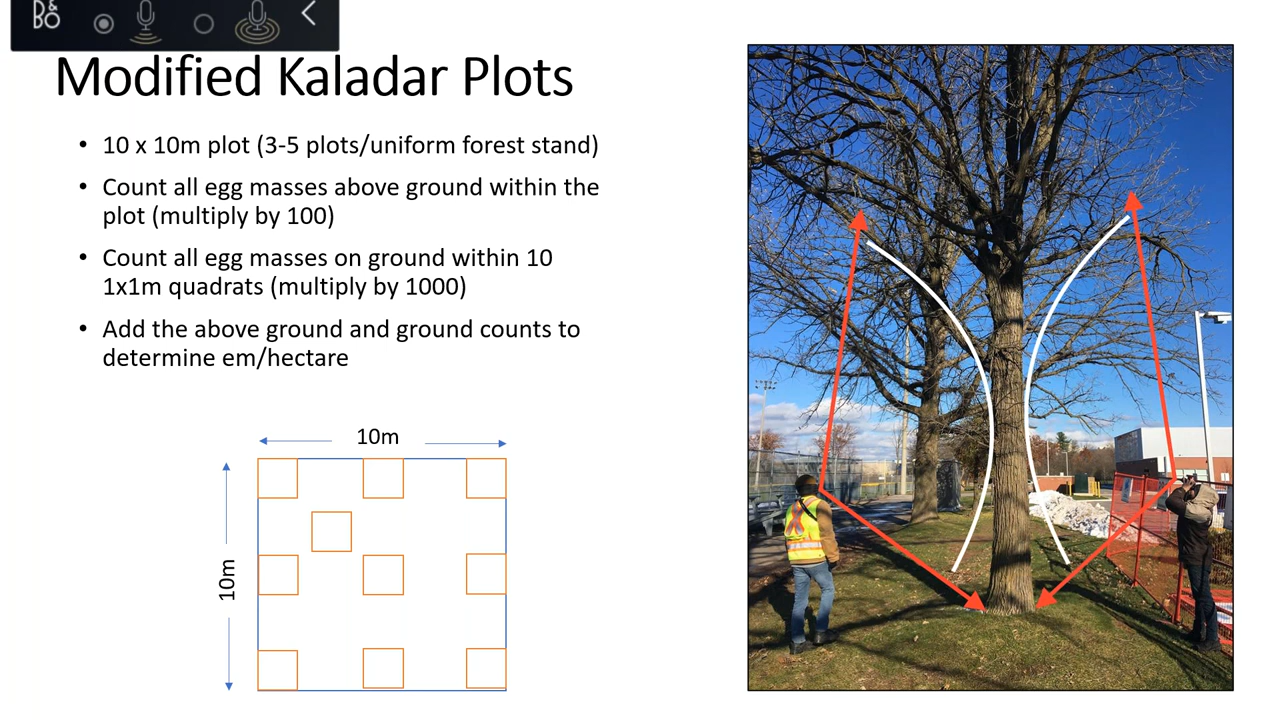 B&
BO
Modified Kaladar Plots
• 10 x 10m plot (3-5 plots/uniform forest stand)
• Count all egg masses above ground within the
plot (multiply by 100)
• Count all egg masses on ground within 10
1x1m quadrats (multiply by 1000)
• Add the above ground and ground counts to
determine em/hectare
10m
10m